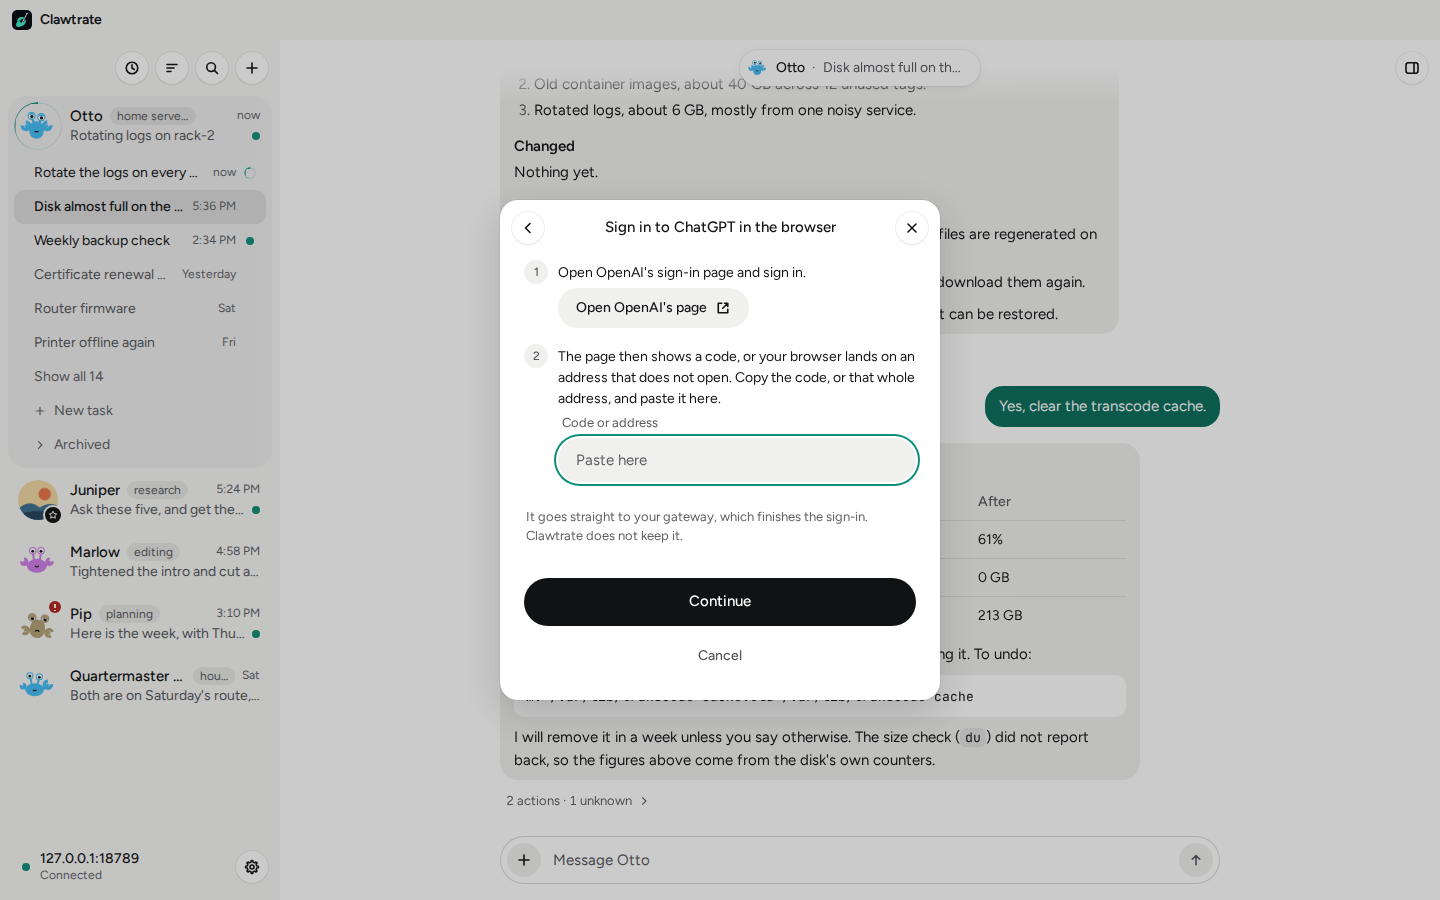 Clawtrate
Otto home serve... now
Rotating logs on rack-2
Rotate the logs on every ... now
Disk almost full on the ... 5:36 PM
Weekly backup check 2:34 PM
Certificate renewal ... Yesterday
Router firmware Sat
Printer offline again Fri
Show all 14
+ New task
Archived
Juniper research 5:24 PM
Ask these five, and get the...
Marlow editing 4:58 PM
Tightened the intro and cut a...
Pip planning 3:10 PM
Here is the week, with Thu...
Quartermaster ... hou... Sat
Both are on Saturday's route,...
127.0.0.1:18789
Connected
Otto · Disk almost full on th...
2. Old container images, about 40 GB across 12 unused tags.
3. Rotated logs, about 6 GB, mostly from one noisy service.
Changed
Nothing yet.
files are regenerated on
download them again.
t can be restored.
Yes, clear the transcode cache.
After
61%
0 GB
213 GB
ng it. To undo:
cache
I will remove it in a week unless you say otherwise. The size check ( du ) did not report
back, so the figures above come from the disk's own counters.
2 actions · 1 unknown
Message Otto
Sign in to ChatGPT in the browser
1 Open OpenAI's sign-in page and sign in.
Open OpenAI's page
2 The page then shows a code, or your browser lands on an
address that does not open. Copy the code, or that whole
address, and paste it here.
Code or address
Paste here
It goes straight to your gateway, which finishes the sign-in.
Clawtrate does not keep it.
Continue
Cancel